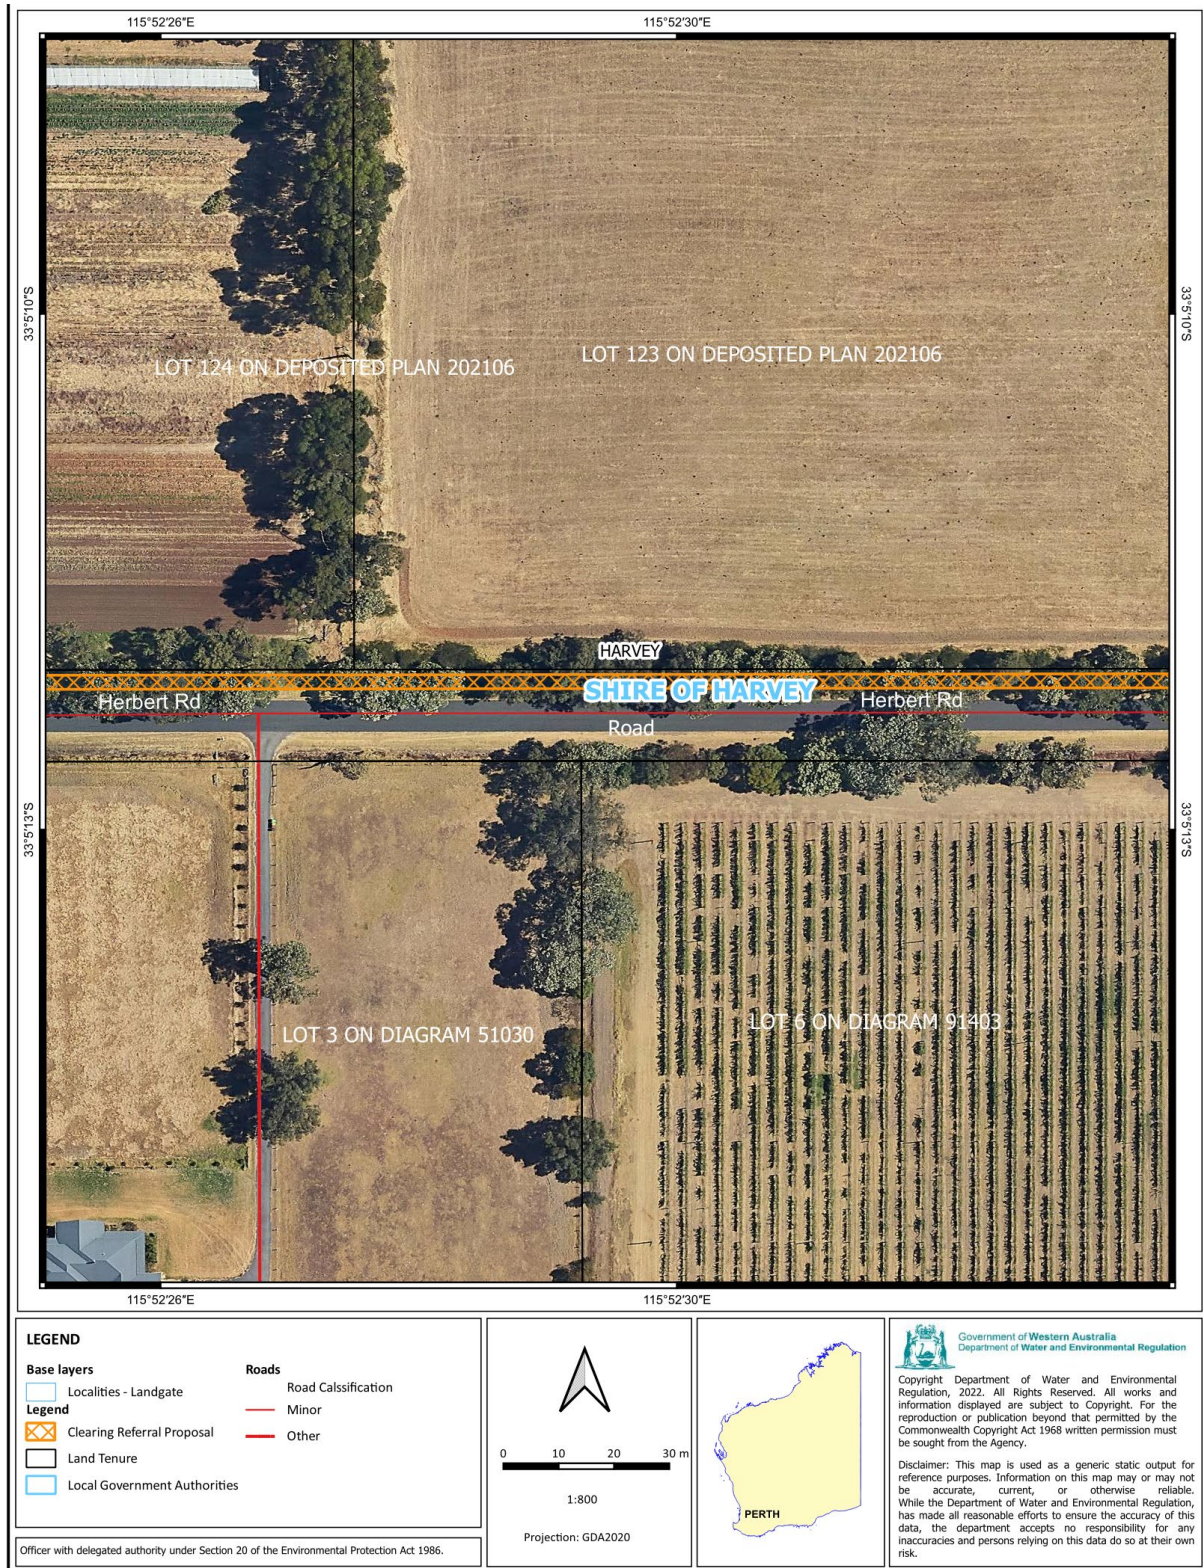 115°52'26"E
115°52'30"E
33°5'10"S
33°5'10"S
LOT 124 ON DEPOSITED PLAN 202106
LOT 123 ON DEPOSITED PLAN 202106
HARVEY
SHIRE OF HARVEY
Herbert Rd
Herbert Rd
Road
33°5'13"S
33°5'13"S
LOT 3 ON DIAGRAM 51030
LOT 6 ON DIAGRAM 91403
115°52'26"E
115°52'30"E
LEGEND
Base layers
Localities - Landgate
Legend
Clearing Referral Proposal
Land Tenure
Local Government Authorities
Roads
Road Calssification
Minor
Other
Officer with delegated authority under Section 20 of the Environmental Protection Act 1986.
0 10 20 30 m
1:800
Projection: GDA2020
PERTH
Government of Western Australia
Department of Water and Environmental Regulation
Copyright Department of Water and Environmental
Regulation, 2022. All Rights Reserved. All works and
information displayed are subject to Copyright. For the
reproduction or publication beyond that permitted by the
Commonwealth Copyright Act 1968 written permission must
be sought from the Agency.
Disclaimer: This map is used as a generic static output for
reference purposes. Information on this map may or may not
be accurate, current, or otherwise reliable.
While the Department of Water and Environmental Regulation,
has made all reasonable efforts to ensure the accuracy of this
data, the department accepts no responsibility for any
inaccuracies and persons relying on this data do so at their own
risk.